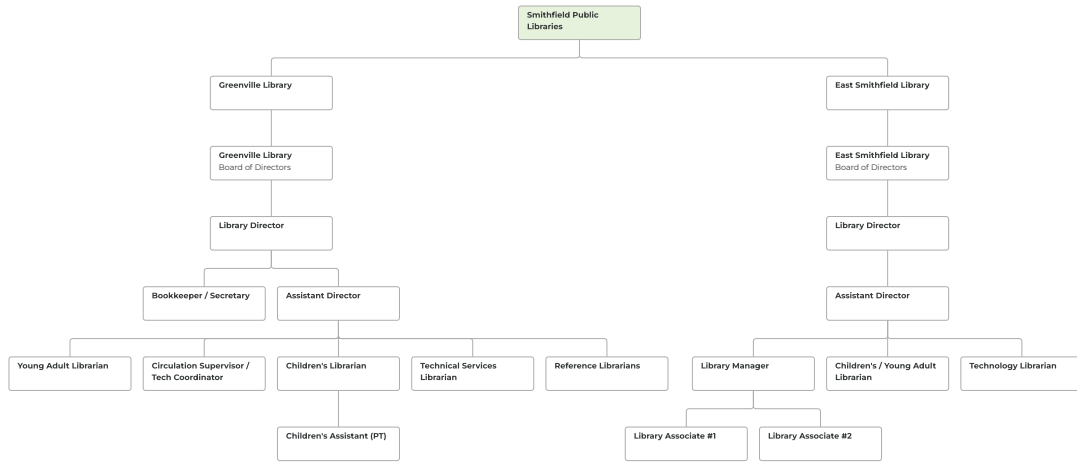 Smithfield Public
Libraries
Greenville Library
East Smithfield Library
Greenville Library
Board of Directors
East Smithfield Library
Board of Directors
Library Director
Library Director
Bookkeeper / Secretary
Assistant Director
Assistant Director
Young Adult Librarian
Circulation Supervisor /
Tech Coordinator
Children's Librarian
Technical Services
Librarian
Reference Librarians
Library Manager
Children's / Young Adult
Librarian
Technology Librarian
Children's Assistant (PT)
Library Associate #1
Library Associate #2